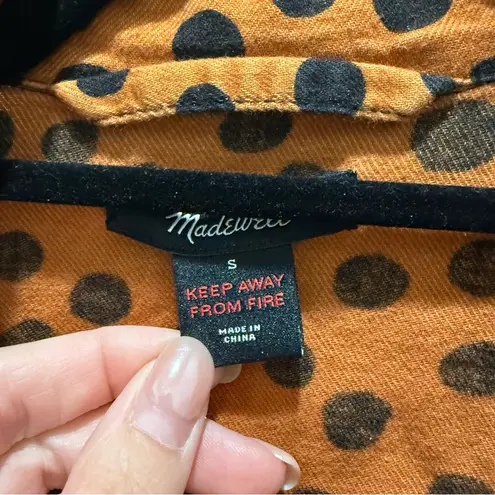 Madewell
S
KEEP AWAY
FROM FIRE
MADE IN
CHINA